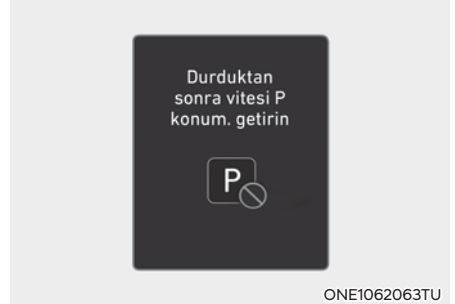 Durduktan
sonra vitesi P
konum. getirin
P
ONE1062063TU